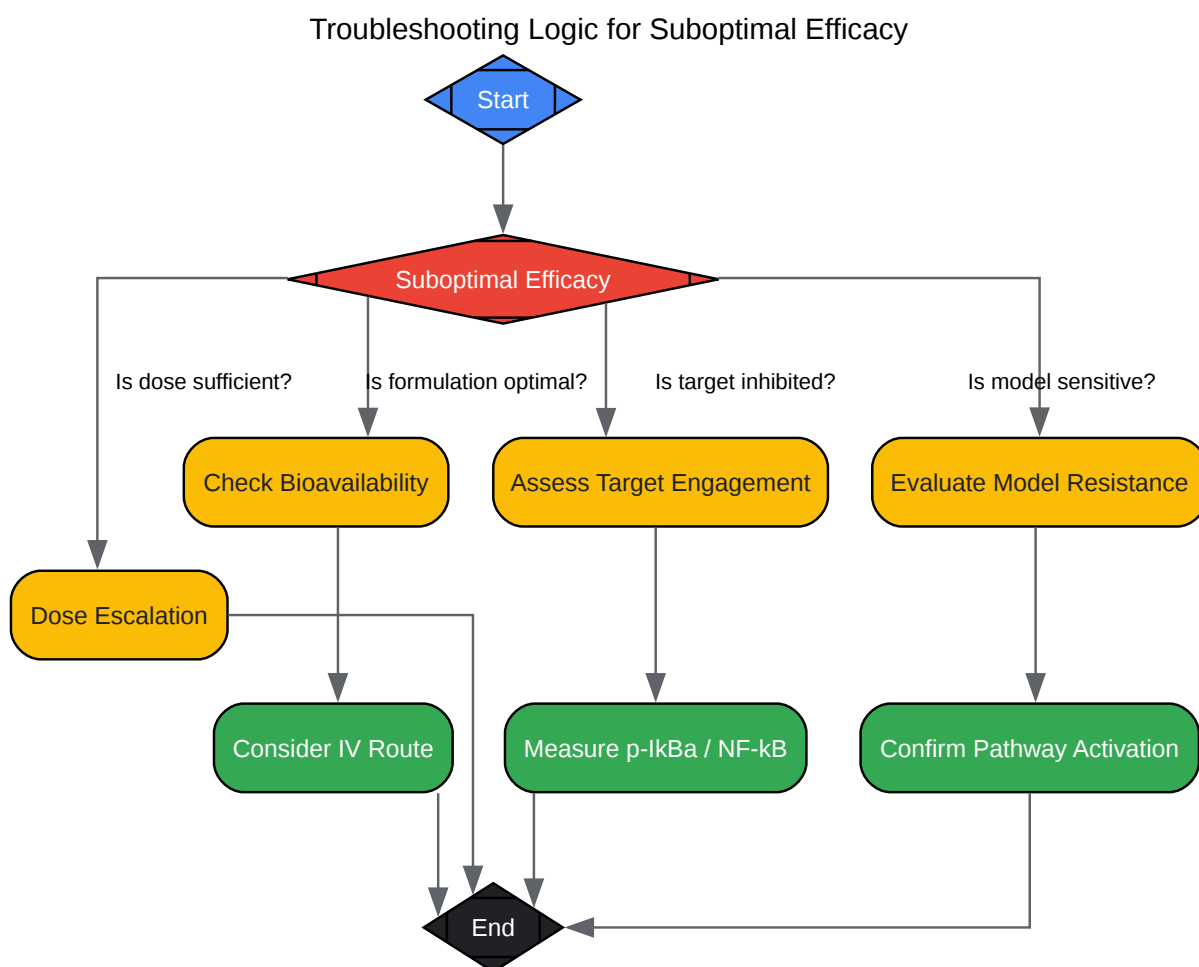 Troubleshooting Logic for Suboptimal Efficacy
Start
Suboptimal Efficacy
Is dose sufficient?
Is formulation optimal?
Is target inhibited?
Is model sensitive?
Check Bioavailability
Assess Target Engagement
Evaluate Model Resistance
Dose Escalation
Consider IV Route
Measure p-IkBa / NF-kB
Confirm Pathway Activation
End